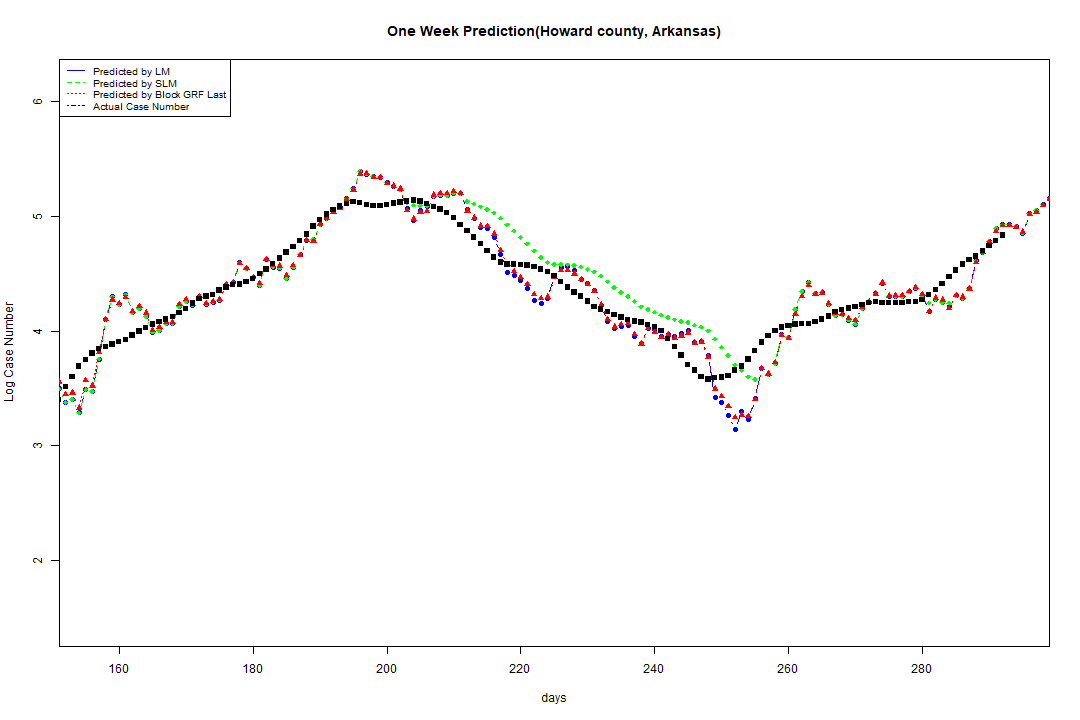 One Week Prediction(Howard county, Arkansas)
Predicted by LM
Predicted by SLM
Predicted by Block GRF Last
Actual Case Number
6
5
4
3
2
Log Case Number
160 180 200 220 240 260 280
days